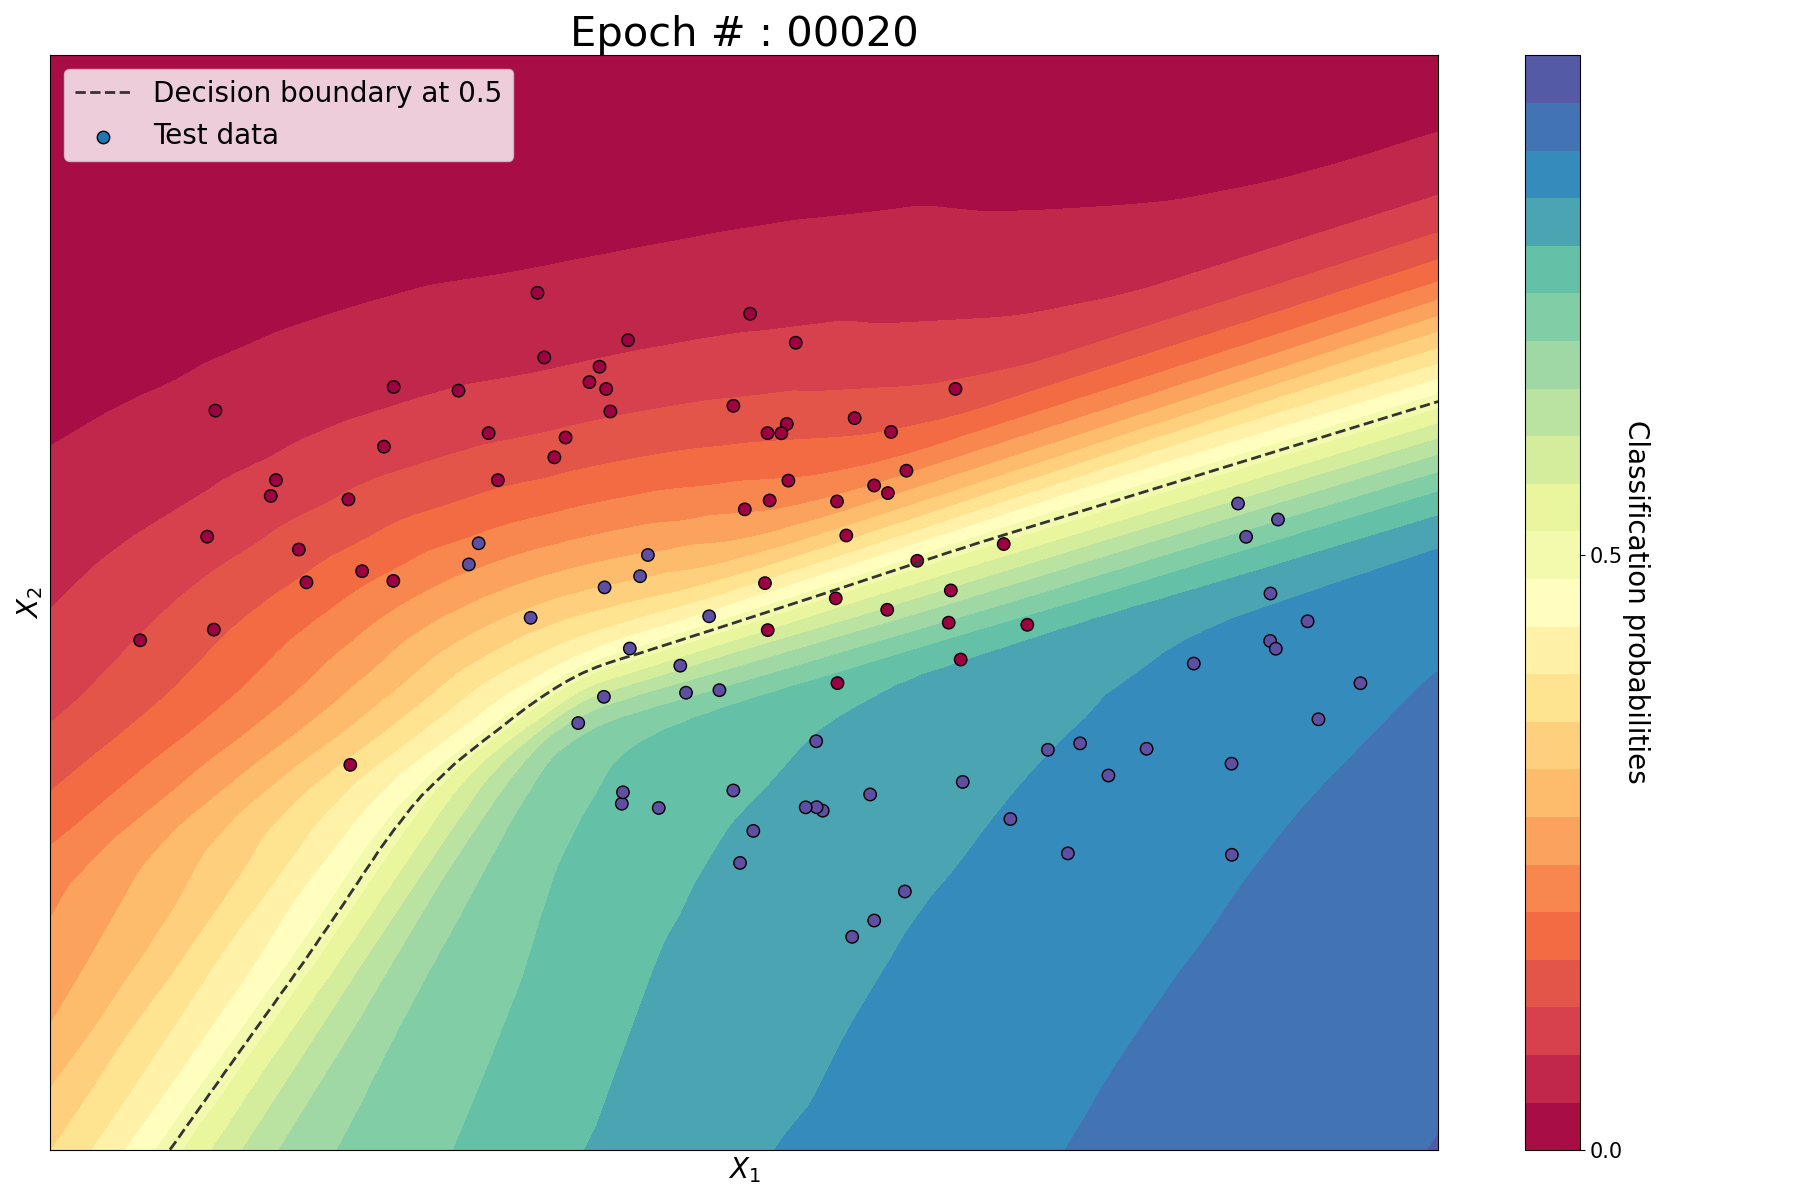 Epoch # : 00020
Decision boundary at 0.5
Test data
X₂
X₁
0.5
0.0
Classification probabilities